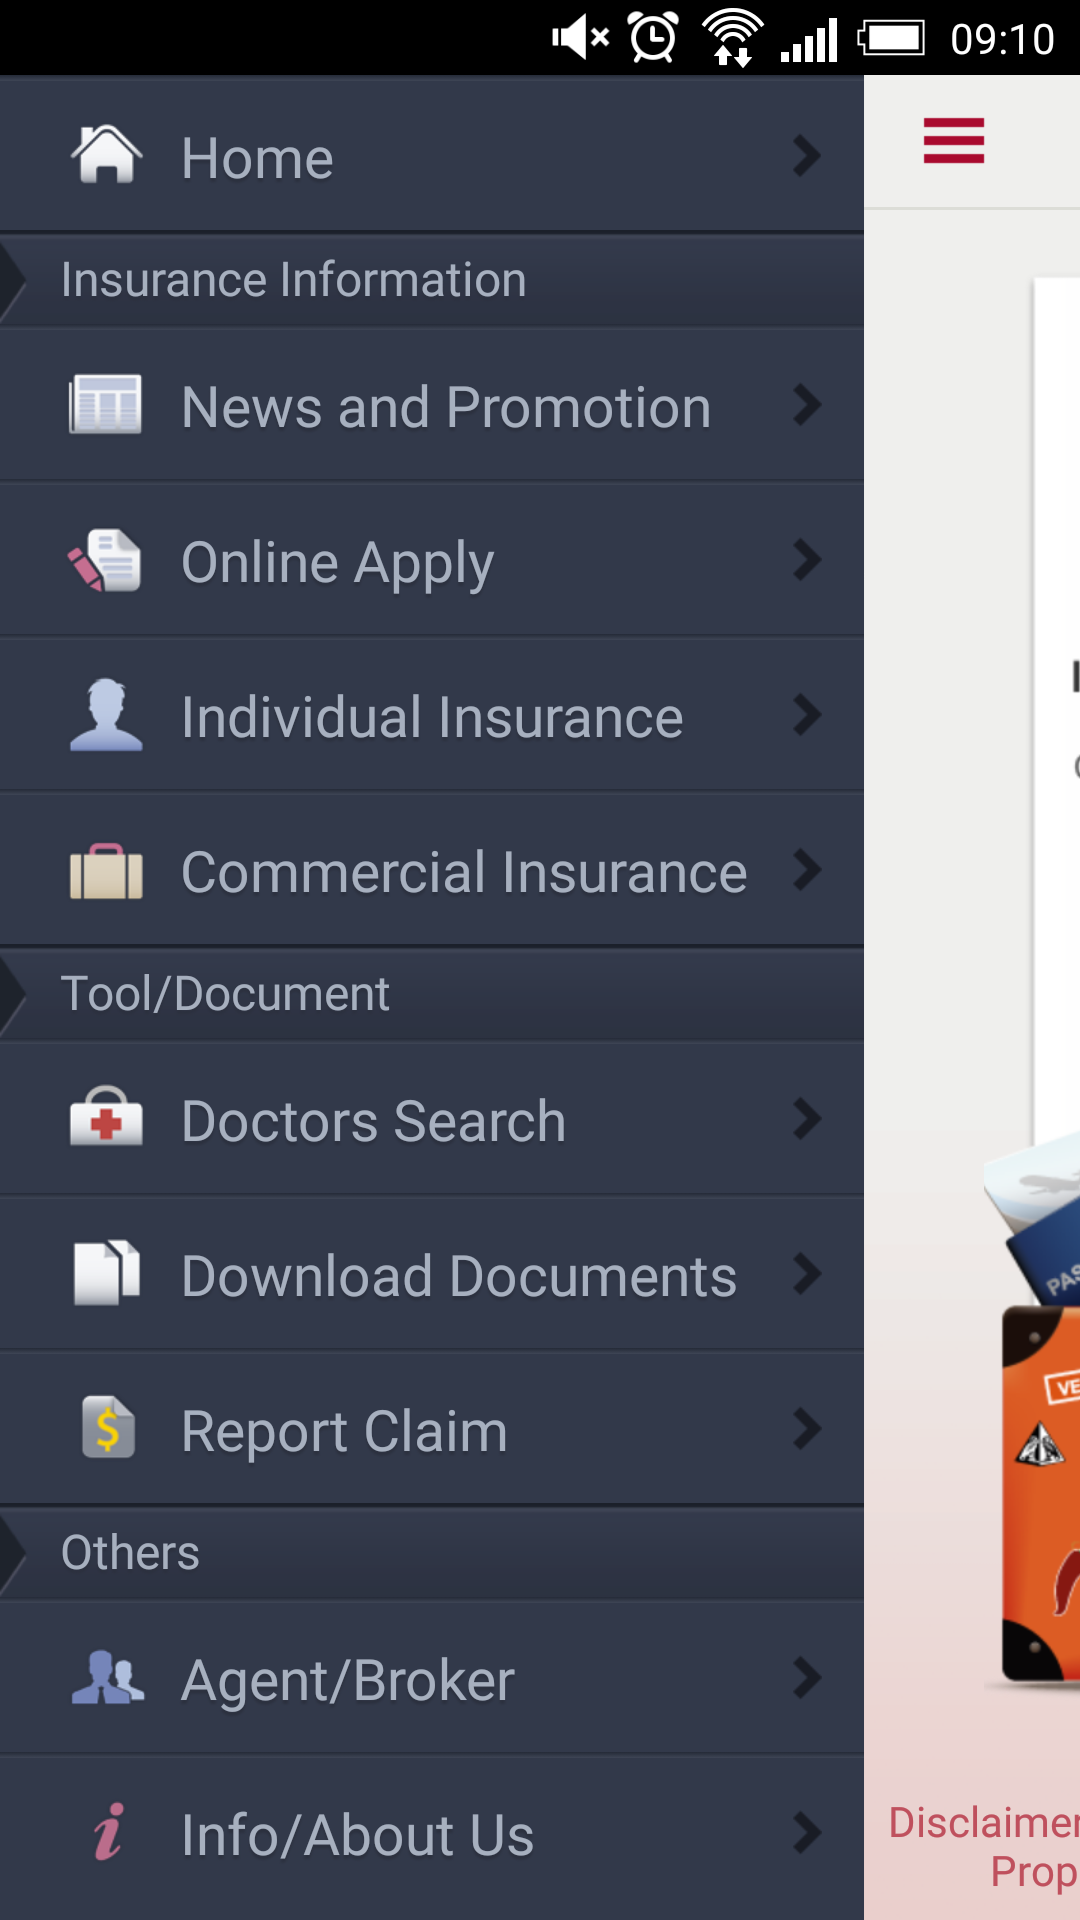 09:10
Home
Insurance Information
News and Promotion
Online Apply
Individual Insurance
Commercial Insurance
Tool/Document
Doctors Search
Download Documents
Report Claim
Others
Agent/Broker
Info/About Us
Disclaimer
Prop